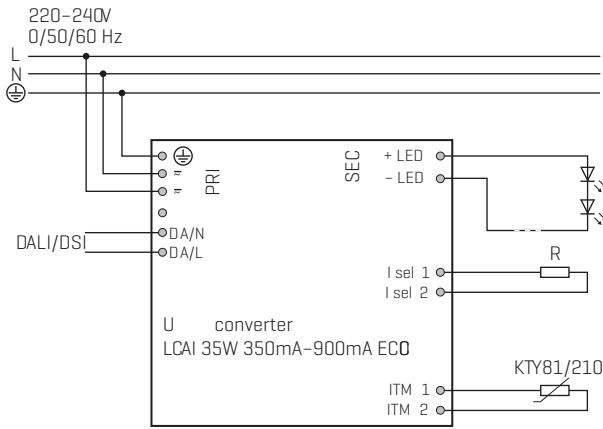 220–240V
0/50/60 Hz
L
N
PRI
SEC
+ LED
– LED
DALI/DSI
DA/N
DA/L
R
I sel 1
I sel 2
U converter
LCAI 35W 350mA–900mA ECO
KTY81/210
ITM 1
ITM 2